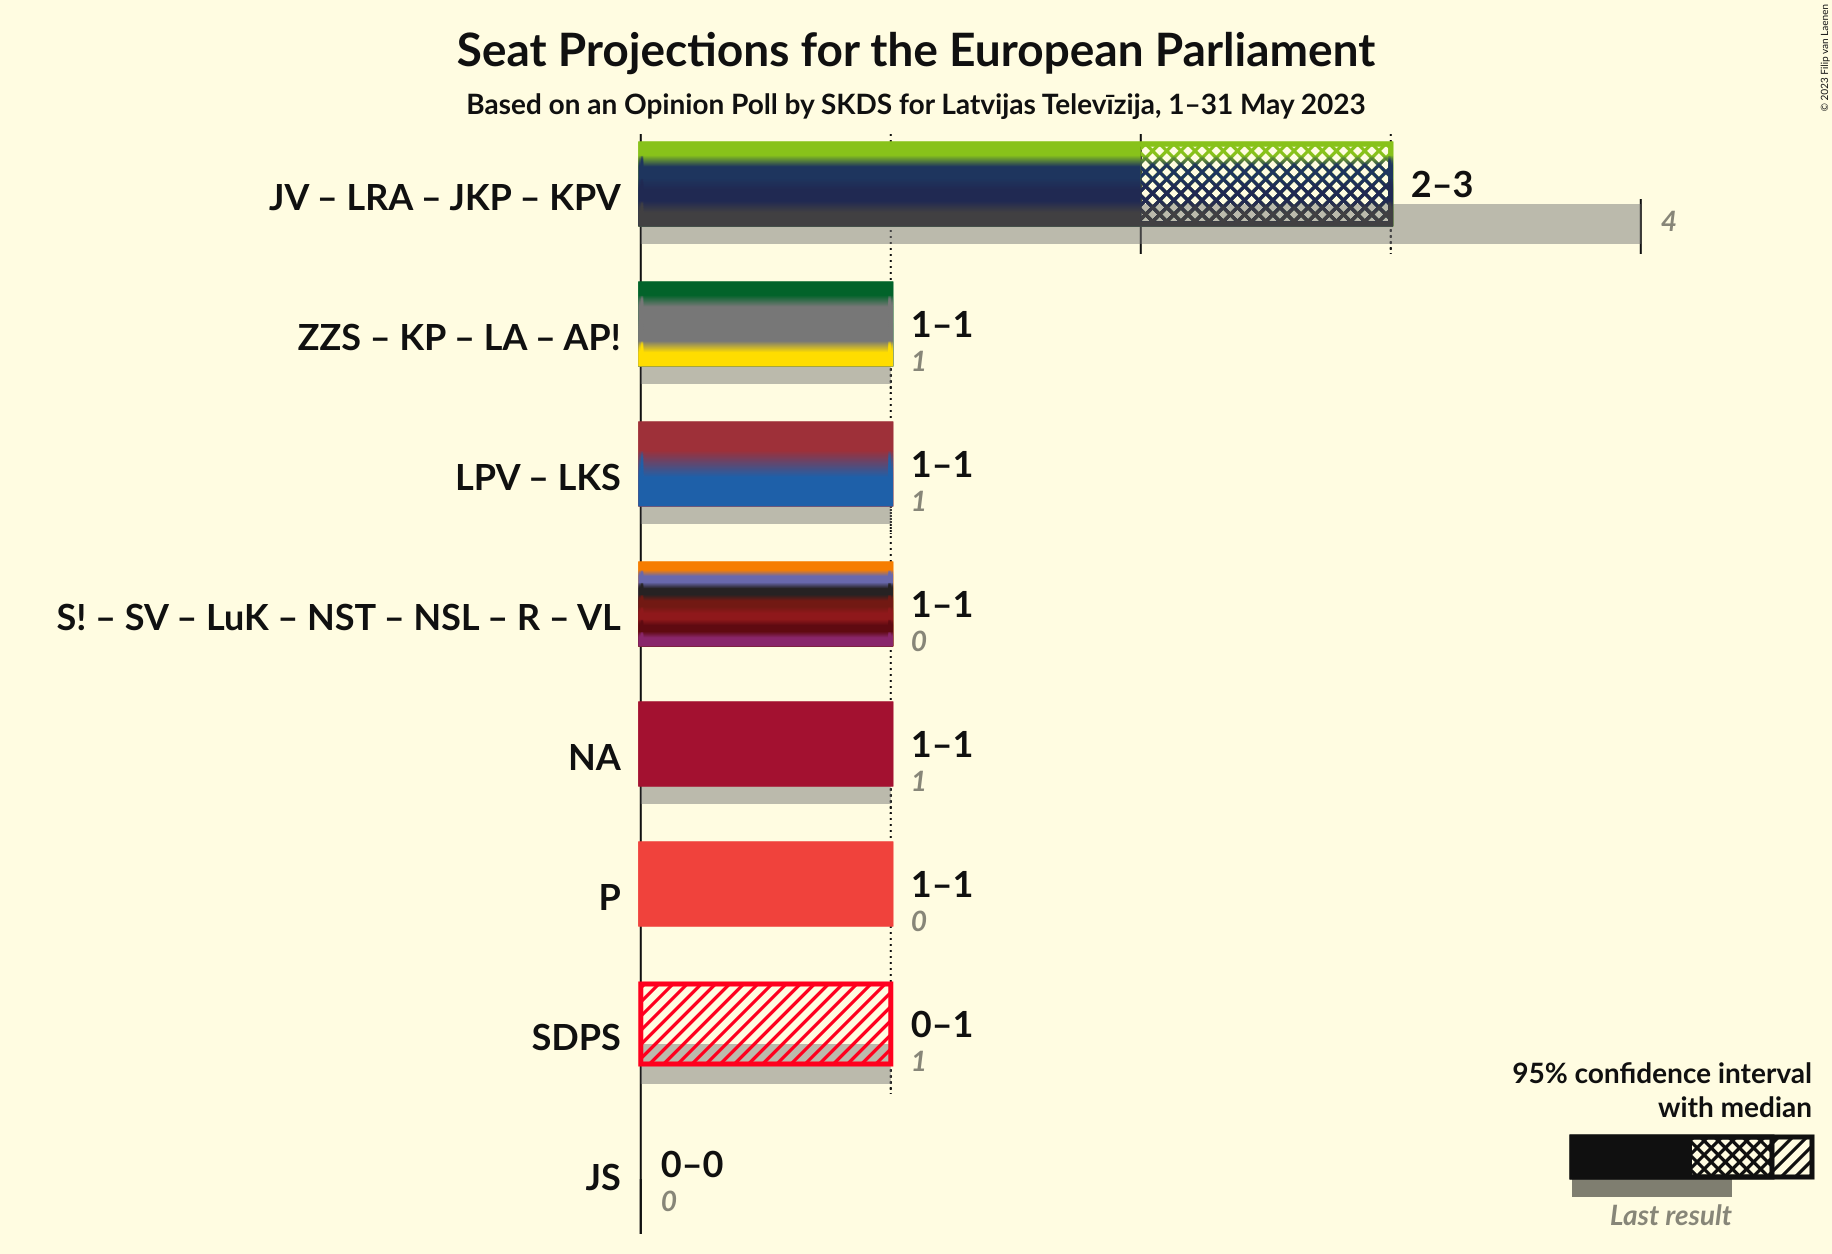 Seat Projections for the European Parliament
Based on an Opinion Poll by SKDS for Latvijas Televīzija, 1–31 May 2023
© 2023 Filip van Laenen
JV – LRA – JKP – KPV
2–3
4
ZZS – KP – LA – AP!
1–1
1
LPV – LKS
1–1
1
S! – SV – LuK – NST – NSL – R – VL
1–1
0
NA
1–1
1
P
1–1
0
SDPS
0–1
1
JS
0–0
0
95% confidence interval
with median
Last result